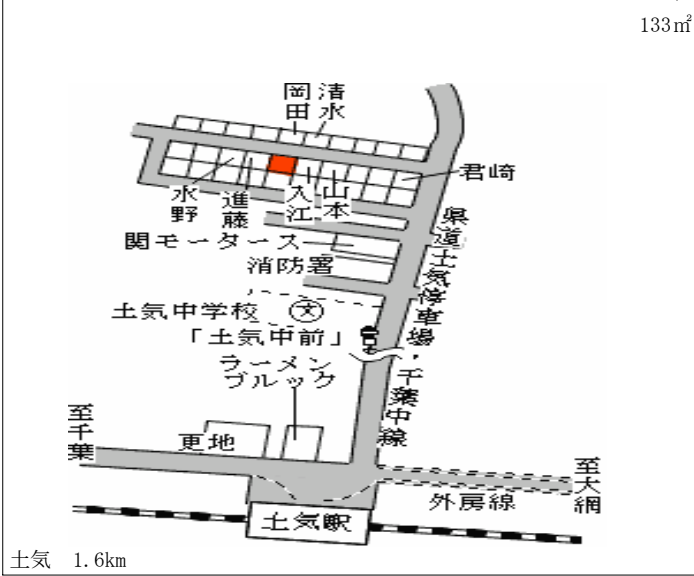 133㎡
岡田
清水
君崎
水野
進藤
入江
山本
関モータース
消防署
県道土気停車場・千葉中線
土気中学校
文
「土気中前」
ラーメン
ブルック
至千葉
更地
至大網
外房線
土気駅
土気 1.6km